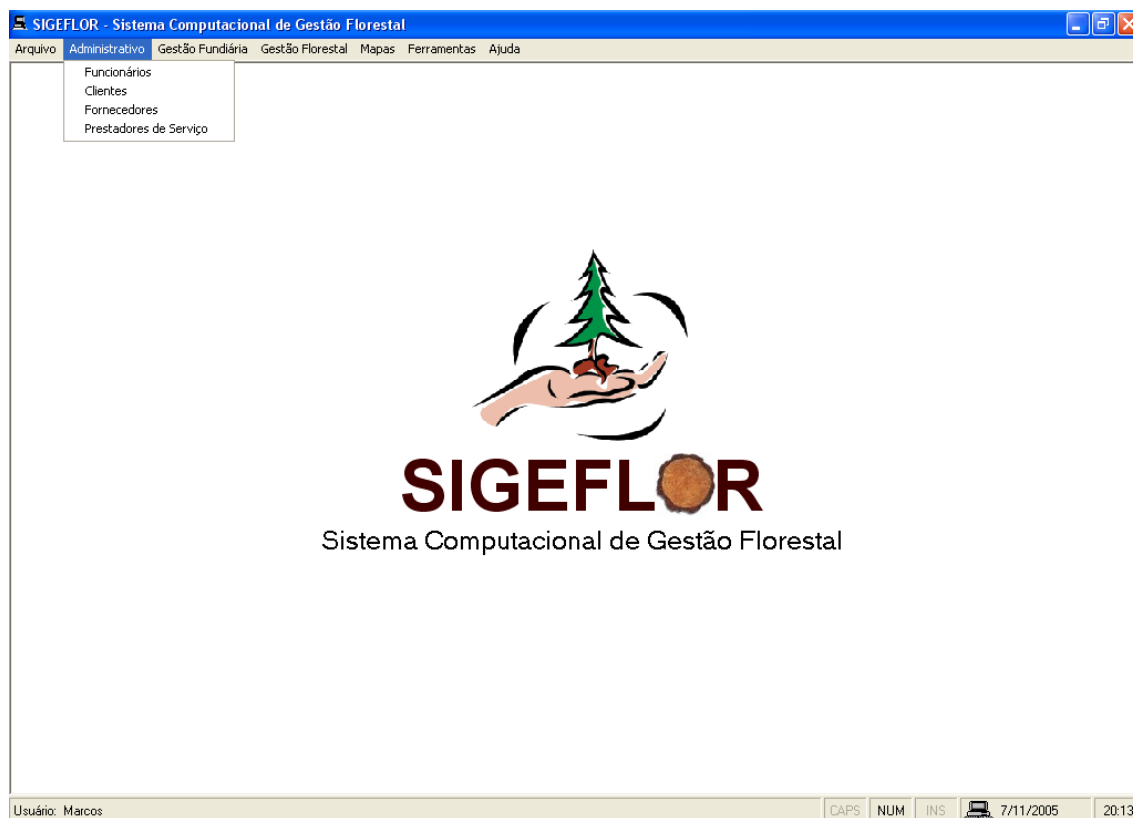 SIGEFLOR - Sistema Computacional de Gestão Florestal
Arquivo Administrativo Gestão Fundiária Gestão Florestal Mapas Ferramentas Ajuda
Funcionários
Clientes
Fornecedores
Prestadores de Serviço
SIGEFLOR
Sistema Computacional de Gestão Florestal
Usuário: Marcos CAPS NUM INS 7/11/2005 20:13